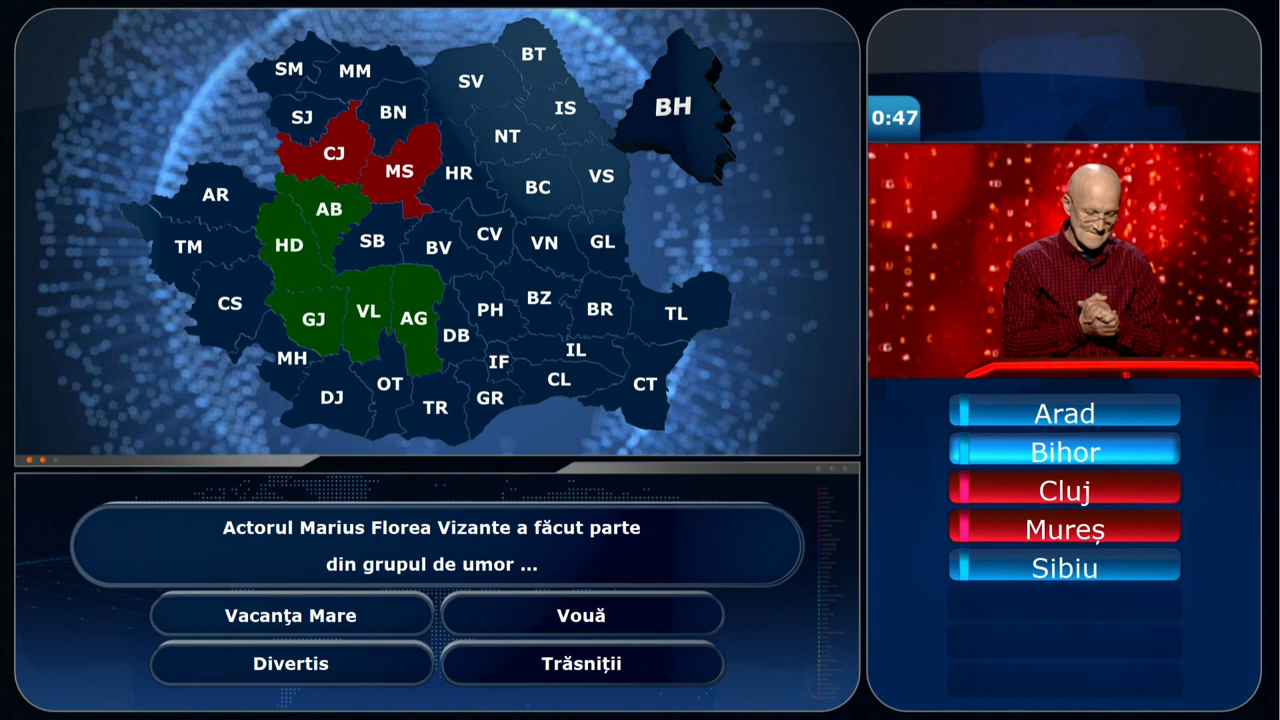 BT
SM
MM
SV
BH
SJ
BN
IS
NT
CJ
MS
HR
BC
VS
AR
AB
TM
HD
SB
BV
CV
VN
GL
CS
GJ
VL
AG
PH
BZ
BR
TL
DB
MH
IF
IL
CL
CT
DJ
OT
TR
GR
0:47
Arad
Bihor
Cluj
Mureș
Sibiu
Actorul Marius Florea Vizante a făcut parte
din grupul de umor ...
Vacanţa Mare
Vouă
Divertis
Trăsniții